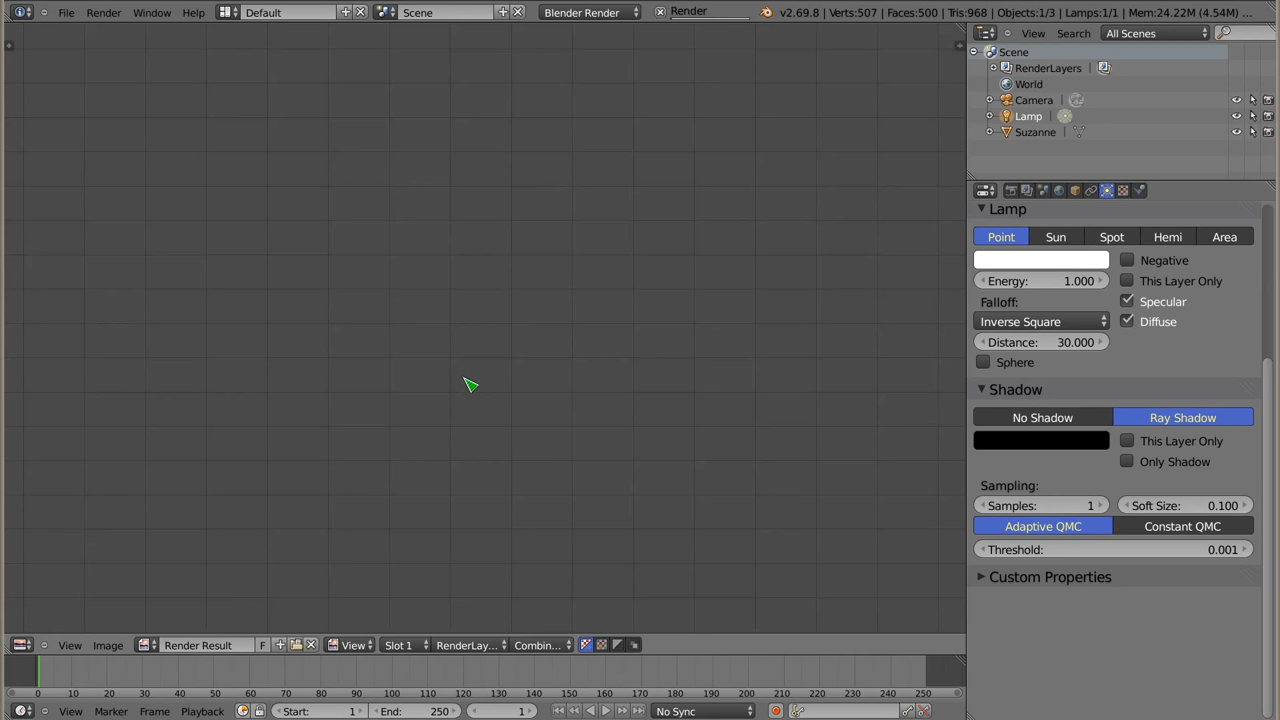 File Render Window Help Default Scene Blender Render Render v2.69.8 | Verts:507 | Faces:500 | Tris:968 | Objects:1/3 | Lamps:1/1 | Mem:24.22M (4.54M) ...
View Search All Scenes
Scene
RenderLayers |
World
Camera |
Lamp |
Suzanne |
Lamp
Point Sun Spot Hemi Area
Negative
Energy: 1.000 This Layer Only
Falloff: Specular
Inverse Square Diffuse
Distance: 30.000
Sphere
Shadow
No Shadow Ray Shadow
This Layer Only
Only Shadow
Sampling:
Samples: 1 Soft Size: 0.100
Adaptive QMC Constant QMC
Threshold: 0.001
Custom Properties
View Image Render Result F View Slot 1 RenderLay... Combin...
0 10 20 30 40 50 60 70 80 90 100 110 120 130 140 150 160 170 180 190 200 210 220 230 240 250
View Marker Frame Playback Start: 1 End: 250 1 No Sync